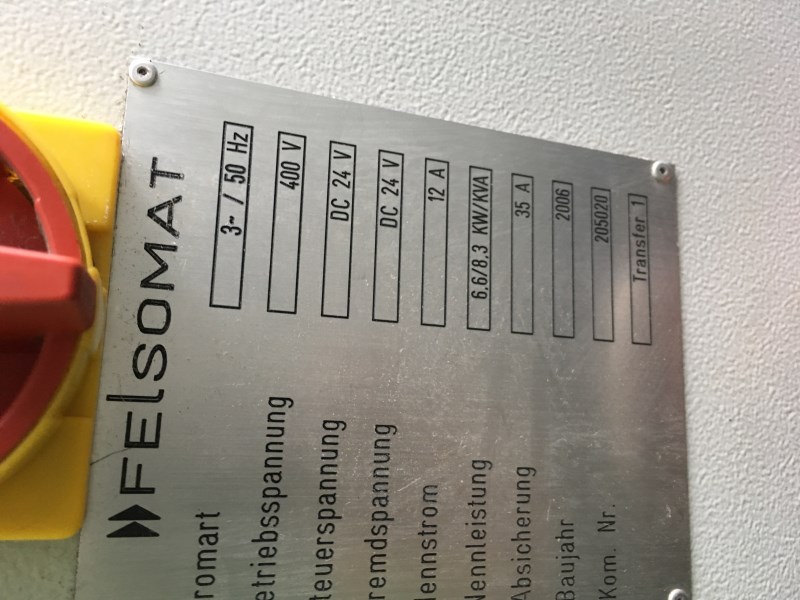 FElSOMAT
romart 3~ / 50 Hz
etriebsspannung 400 V
teuerspannung DC 24 V
remdspannung DC 24 V
ennstrom 12 A
Nennleistung 6.6/8.3 KW/KVA
Absicherung 35 A
Baujahr 2006
Kom. Nr. 205020
Transfer 1